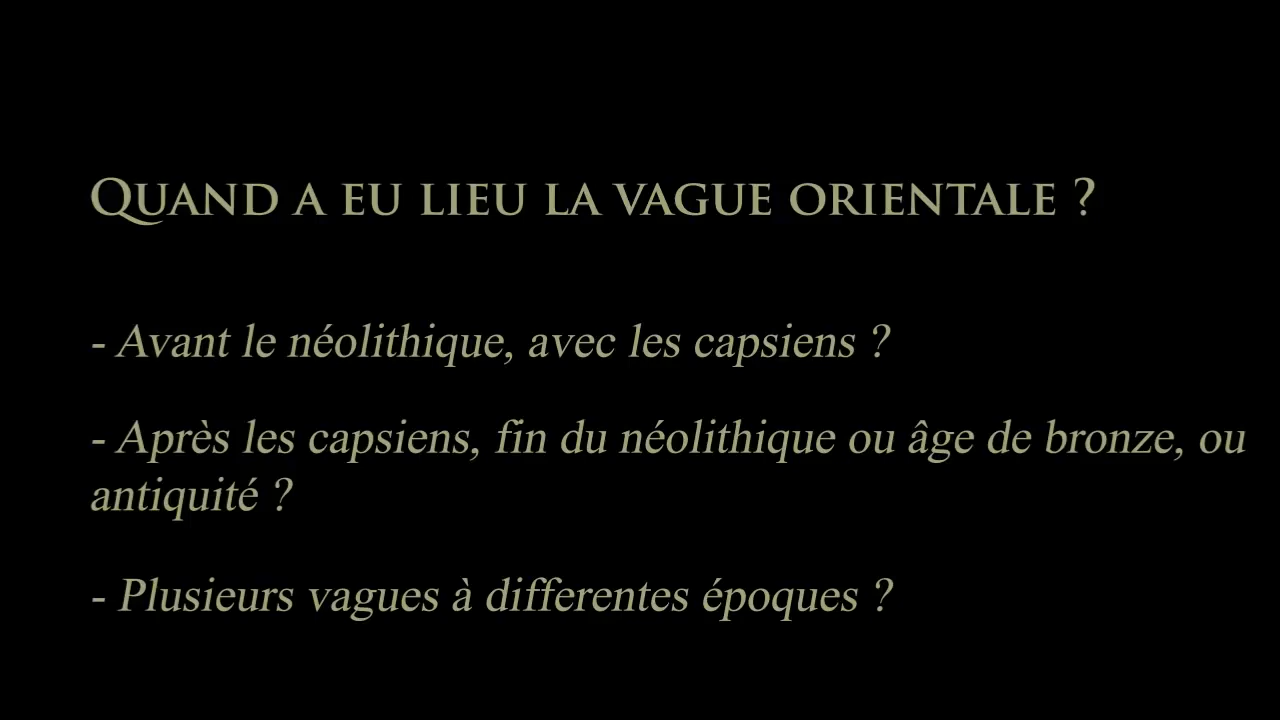 Quand a eu lieu la vague orientale ?
- Avant le néolithique, avec les capsiens ?
- Après les capsiens, fin du néolithique ou âge de bronze, ou
antiquité ?
- Plusieurs vagues à differentes époques ?